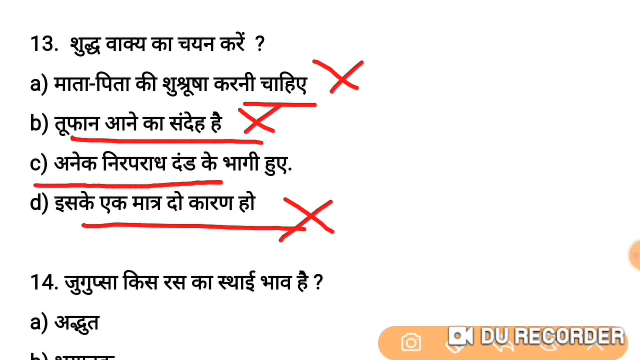 13. शुद्ध वाक्य का चयन करें ?
a) माता-पिता की शुश्रूषा करनी चाहिए
b) तूफान आने का संदेह है
c) अनेक निरपराध दंड के भागी हुए.
d) इसके एक मात्र दो कारण हो
14. जुगुप्सा किस रस का स्थाई भाव है ?
a) अद्भुत
DU RECORDER